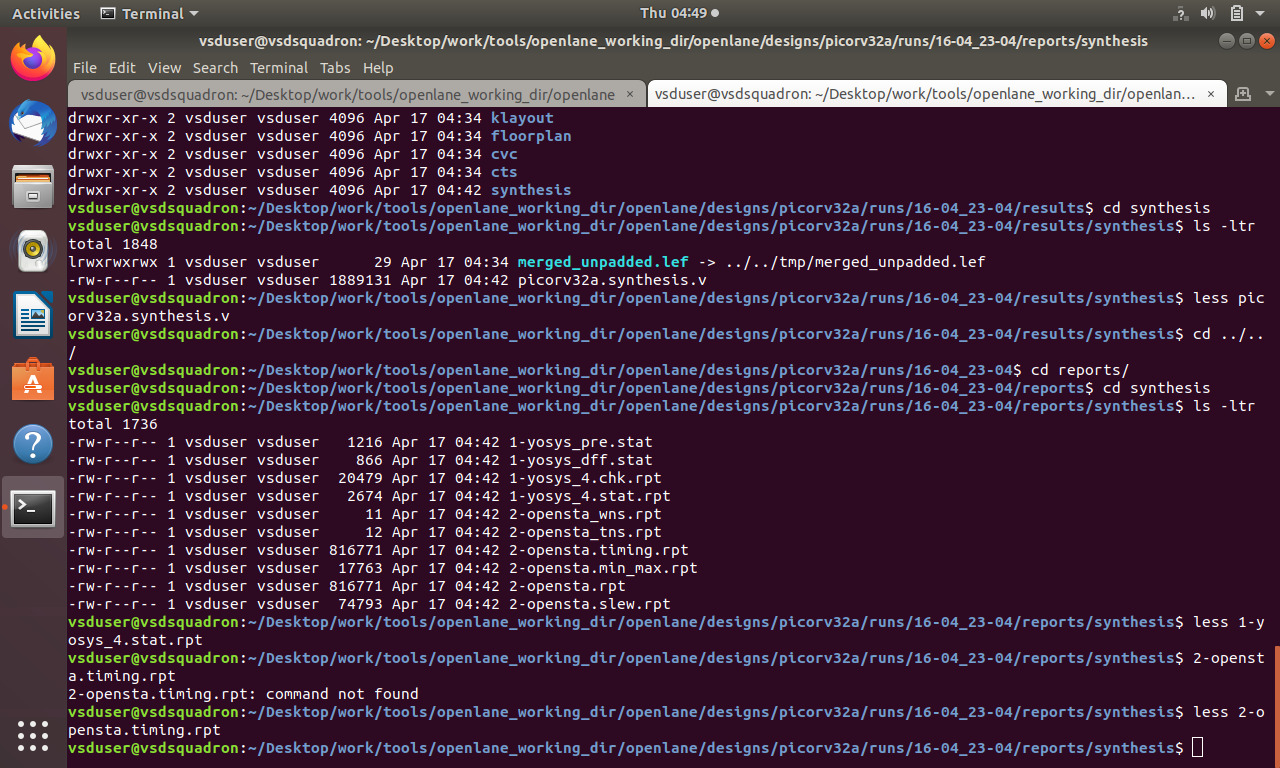 Activities Terminal Thu 04:49
vsduser@vsdsquadron: ~/Desktop/work/tools/openlane_working_dir/openlane/designs/picorv32a/runs/16-04_23-04/reports/synthesis
File Edit View Search Terminal Tabs Help
vsduser@vsdsquadron: ~/Desktop/work/tools/openlane_working_dir/openlane × vsduser@vsdsquadron: ~/Desktop/work/tools/openlane_working_dir/openlan... ×
drwxr-xr-x 2 vsduser vsduser 4096 Apr 17 04:34 klayout
drwxr-xr-x 2 vsduser vsduser 4096 Apr 17 04:34 floorplan
drwxr-xr-x 2 vsduser vsduser 4096 Apr 17 04:34 cvc
drwxr-xr-x 2 vsduser vsduser 4096 Apr 17 04:34 cts
drwxr-xr-x 2 vsduser vsduser 4096 Apr 17 04:42 synthesis
vsduser@vsdsquadron:~/Desktop/work/tools/openlane_working_dir/openlane/designs/picorv32a/runs/16-04_23-04/results$ cd synthesis
vsduser@vsdsquadron:~/Desktop/work/tools/openlane_working_dir/openlane/designs/picorv32a/runs/16-04_23-04/results/synthesis$ ls -ltr
total 1848
lrwxrwxrwx 1 vsduser vsduser      29 Apr 17 04:34 merged_unpadded.lef -> ../../tmp/merged_unpadded.lef
-rw-r--r-- 1 vsduser vsduser 1889131 Apr 17 04:42 picorv32a.synthesis.v
vsduser@vsdsquadron:~/Desktop/work/tools/openlane_working_dir/openlane/designs/picorv32a/runs/16-04_23-04/results/synthesis$ less pic
orv32a.synthesis.v
vsduser@vsdsquadron:~/Desktop/work/tools/openlane_working_dir/openlane/designs/picorv32a/runs/16-04_23-04/results/synthesis$ cd ../..
/
vsduser@vsdsquadron:~/Desktop/work/tools/openlane_working_dir/openlane/designs/picorv32a/runs/16-04_23-04$ cd reports/
vsduser@vsdsquadron:~/Desktop/work/tools/openlane_working_dir/openlane/designs/picorv32a/runs/16-04_23-04/reports$ cd synthesis
vsduser@vsdsquadron:~/Desktop/work/tools/openlane_working_dir/openlane/designs/picorv32a/runs/16-04_23-04/reports/synthesis$ ls -ltr
total 1736
-rw-r--r-- 1 vsduser vsduser   1216 Apr 17 04:42 1-yosys_pre.stat
-rw-r--r-- 1 vsduser vsduser    866 Apr 17 04:42 1-yosys_dff.stat
-rw-r--r-- 1 vsduser vsduser  20479 Apr 17 04:42 1-yosys_4.chk.rpt
-rw-r--r-- 1 vsduser vsduser   2674 Apr 17 04:42 1-yosys_4.stat.rpt
-rw-r--r-- 1 vsduser vsduser     11 Apr 17 04:42 2-opensta_wns.rpt
-rw-r--r-- 1 vsduser vsduser     12 Apr 17 04:42 2-opensta_tns.rpt
-rw-r--r-- 1 vsduser vsduser 816771 Apr 17 04:42 2-opensta.timing.rpt
-rw-r--r-- 1 vsduser vsduser  17763 Apr 17 04:42 2-opensta.min_max.rpt
-rw-r--r-- 1 vsduser vsduser 816771 Apr 17 04:42 2-opensta.rpt
-rw-r--r-- 1 vsduser vsduser  74793 Apr 17 04:42 2-opensta.slew.rpt
vsduser@vsdsquadron:~/Desktop/work/tools/openlane_working_dir/openlane/designs/picorv32a/runs/16-04_23-04/reports/synthesis$ less 1-y
osys_4.stat.rpt
vsduser@vsdsquadron:~/Desktop/work/tools/openlane_working_dir/openlane/designs/picorv32a/runs/16-04_23-04/reports/synthesis$ 2-openst
a.timing.rpt
2-opensta.timing.rpt: command not found
vsduser@vsdsquadron:~/Desktop/work/tools/openlane_working_dir/openlane/designs/picorv32a/runs/16-04_23-04/reports/synthesis$ less 2-o
pensta.timing.rpt
vsduser@vsdsquadron:~/Desktop/work/tools/openlane_working_dir/openlane/designs/picorv32a/runs/16-04_23-04/reports/synthesis$